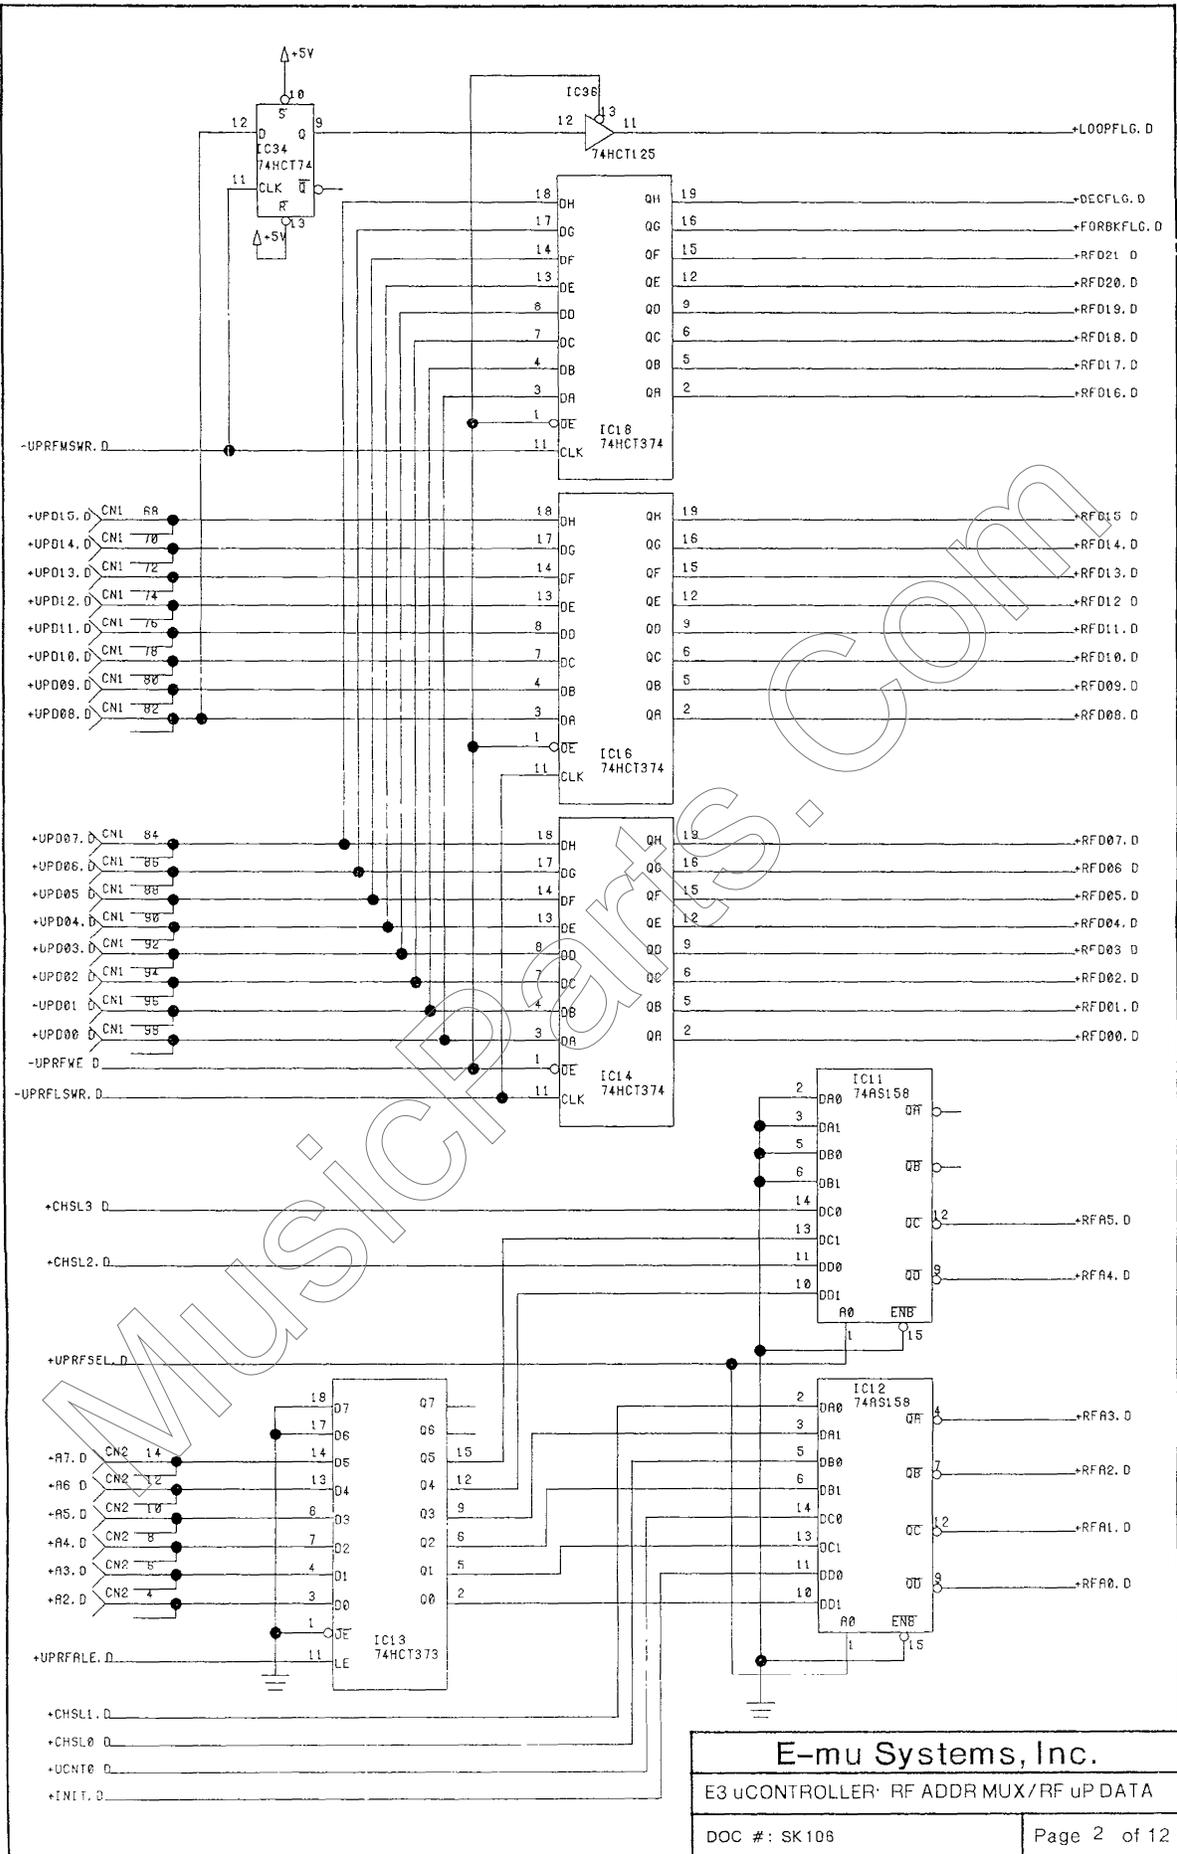 +5V
10
S
12 D Q 9
IC34
74HCT74
11 CLK Q
R
13
+5V
IC36
13
12 11
74HCT125
+LOOPFLG.D
18 DH QH 19 +DECFLG.D
17 DG QG 16 +FORBKFLG.D
14 DF QF 15 +RFD21 D
13 DE QE 12 +RFD20.D
8 DD QD 9 +RFD19.D
7 DC QC 6 +RFD18.D
4 DB QB 5 +RFD17.D
3 DA QA 2 +RFD16.D
1 OE
IC18
74HCT374
-UPRFMSWR.D 11 CLK
+UPD15.D CN1 68 18 DH QH 19 +RFD15 D
+UPD14.D CN1 70 17 DG QG 16 +RFD14.D
+UPD13.D CN1 72 14 DF QF 15 +RFD13.D
+UPD12.D CN1 74 13 DE QE 12 +RFD12 D
+UPD11.D CN1 76 8 DD QD 9 +RFD11.D
+UPD10.D CN1 78 7 DC QC 6 +RFD10.D
+UPD09.D CN1 80 4 DB QB 5 +RFD09.D
+UPD08.D CN1 82 3 DA QA 2 +RFD08.D
1 OE
IC16
74HCT374
11 CLK
+UPD07.D CN1 84 18 DH QH 19 +RFD07.D
+UPD06.D CN1 86 17 DG QG 16 +RFD06 D
+UPD05 D CN1 88 14 DF QF 15 +RFD05.D
+UPD04.D CN1 90 13 DE QE 12 +RFD04.D
+UPD03.D CN1 92 8 DD QD 9 +RFD03 D
+UPD02 D CN1 94 7 DC QC 6 +RFD02.D
+UPD01 D CN1 96 4 DB QB 5 +RFD01.D
+UPD00 D CN1 98 3 DA QA 2 +RFD00.D
-UPRFWE D 1 OE
IC14
74HCT374
-UPRFLSWR.D 11 CLK
IC11
74AS158
2 DA0 QA
3 DA1
5 DB0 QB
6 DB1
+CHSL3 D 14 DC0 QC 12 +RFA5.D
13 DC1
+CHSL2.D 11 DD0 QD 9 +RFA4.D
10 DD1
A0 ENB
1 15
+UPRFSEL.D
18 D7 Q7
17 D6 Q6
+A7.D CN2 14 14 D5 Q5 15
+A6 D CN2 12 13 D4 Q4 12
+A5.D CN2 10 8 D3 Q3 9
+A4.D CN2 8 7 D2 Q2 6
+A3.D CN2 6 4 D1 Q1 5
+A2.D CN2 4 3 D0 Q0 2
1 OE
IC13
74HCT373
+UPRFALE.D 11 LE
IC12
74AS158
2 DA0 QA 4 +RFA3.D
3 DA1
5 DB0 QB 7 +RFA2.D
6 DB1
14 DC0 QC 12 +RFA1.D
13 DC1
11 DD0 QD 9 +RFA0.D
10 DD1
A0 ENB
1 15
+CHSL1.D
+CHSL0 D
+UCNT0 D
+INIT.D
MusicParts.Com
E-mu Systems, Inc.
E3 uCONTROLLER: RF ADDR MUX/RF uP DATA
DOC #: SK106
Page 2 of 12